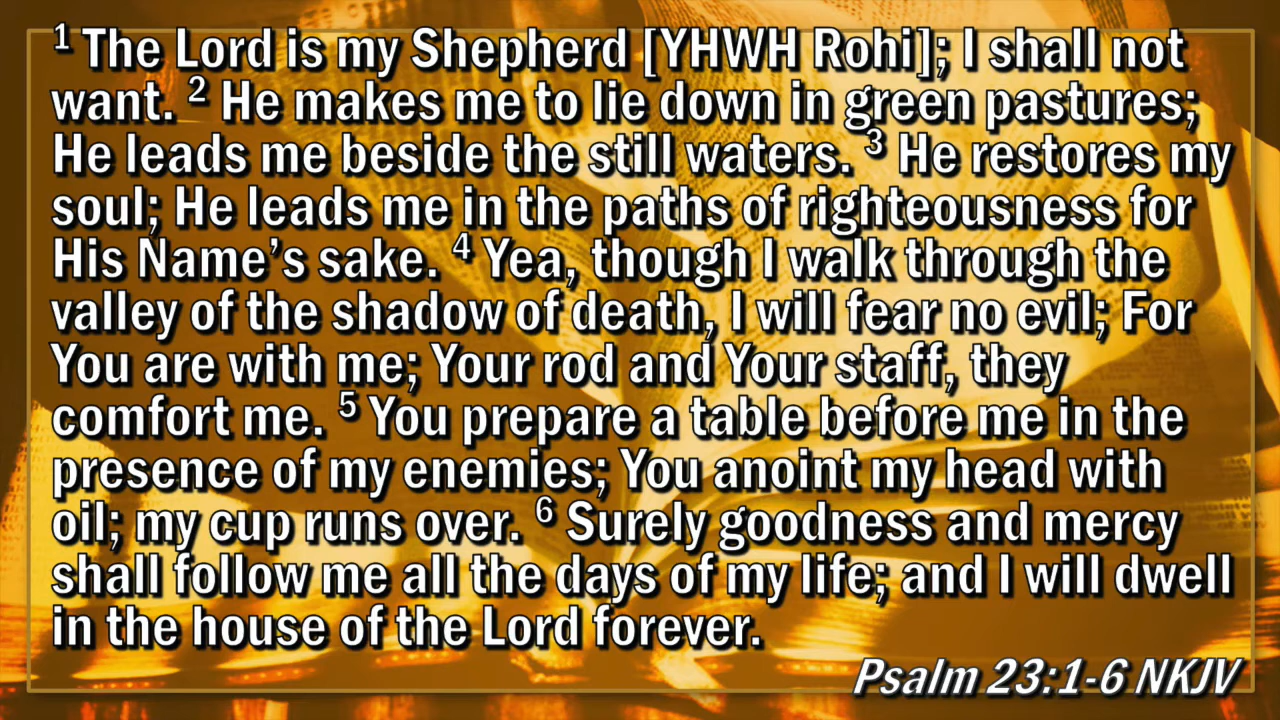 1 The Lord is my Shepherd [YHWH Rohi]; I shall not
want. 2 He makes me to lie down in green pastures;
He leads me beside the still waters. 3 He restores my
soul; He leads me in the paths of righteousness for
His Name’s sake. 4 Yea, though I walk through the
valley of the shadow of death, I will fear no evil; For
You are with me; Your rod and Your staff, they
comfort me. 5 You prepare a table before me in the
presence of my enemies; You anoint my head with
oil; my cup runs over. 6 Surely goodness and mercy
shall follow me all the days of my life; and I will dwell
in the house of the Lord forever.
Psalm 23:1-6 NKJV